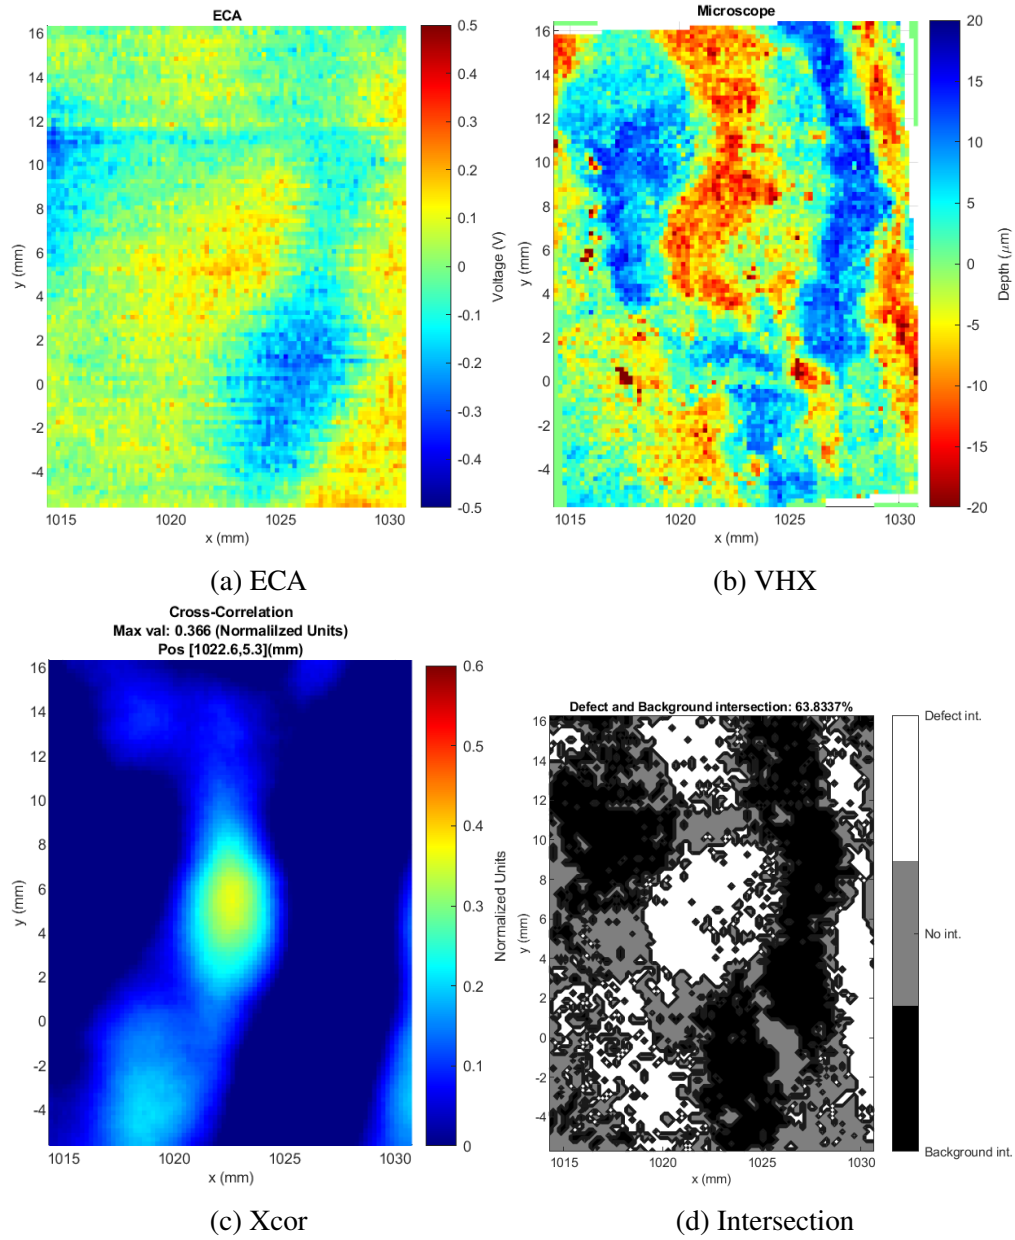 ECA
16
14
12
10
8
6
4
2
0
-2
-4
y (mm)
1015 1020 1025 1030
x (mm)
0.5
0.4
0.3
0.2
0.1
0
-0.1
-0.2
-0.3
-0.4
-0.5
Voltage (V)
(a) ECA
Microscope
16
14
12
10
8
6
4
2
0
-2
-4
y (mm)
1015 1020 1025 1030
x (mm)
20
15
10
5
0
-5
-10
-15
-20
Depth (μm)
(b) VHX
Cross-Correlation
Max val: 0.366 (Normalilzed Units)
Pos [1022.6,5.3](mm)
16
14
12
10
8
6
4
2
0
-2
-4
y (mm)
1015 1020 1025 1030
x (mm)
0.6
0.5
0.4
0.3
0.2
0.1
0
Normalized Units
(c) Xcor
Defect and Background intersection: 63.8337%
16
14
12
10
8
6
4
2
0
-2
-4
y (mm)
1015 1020 1025 1030
x (mm)
Defect int.
No int.
Background int.
(d) Intersection